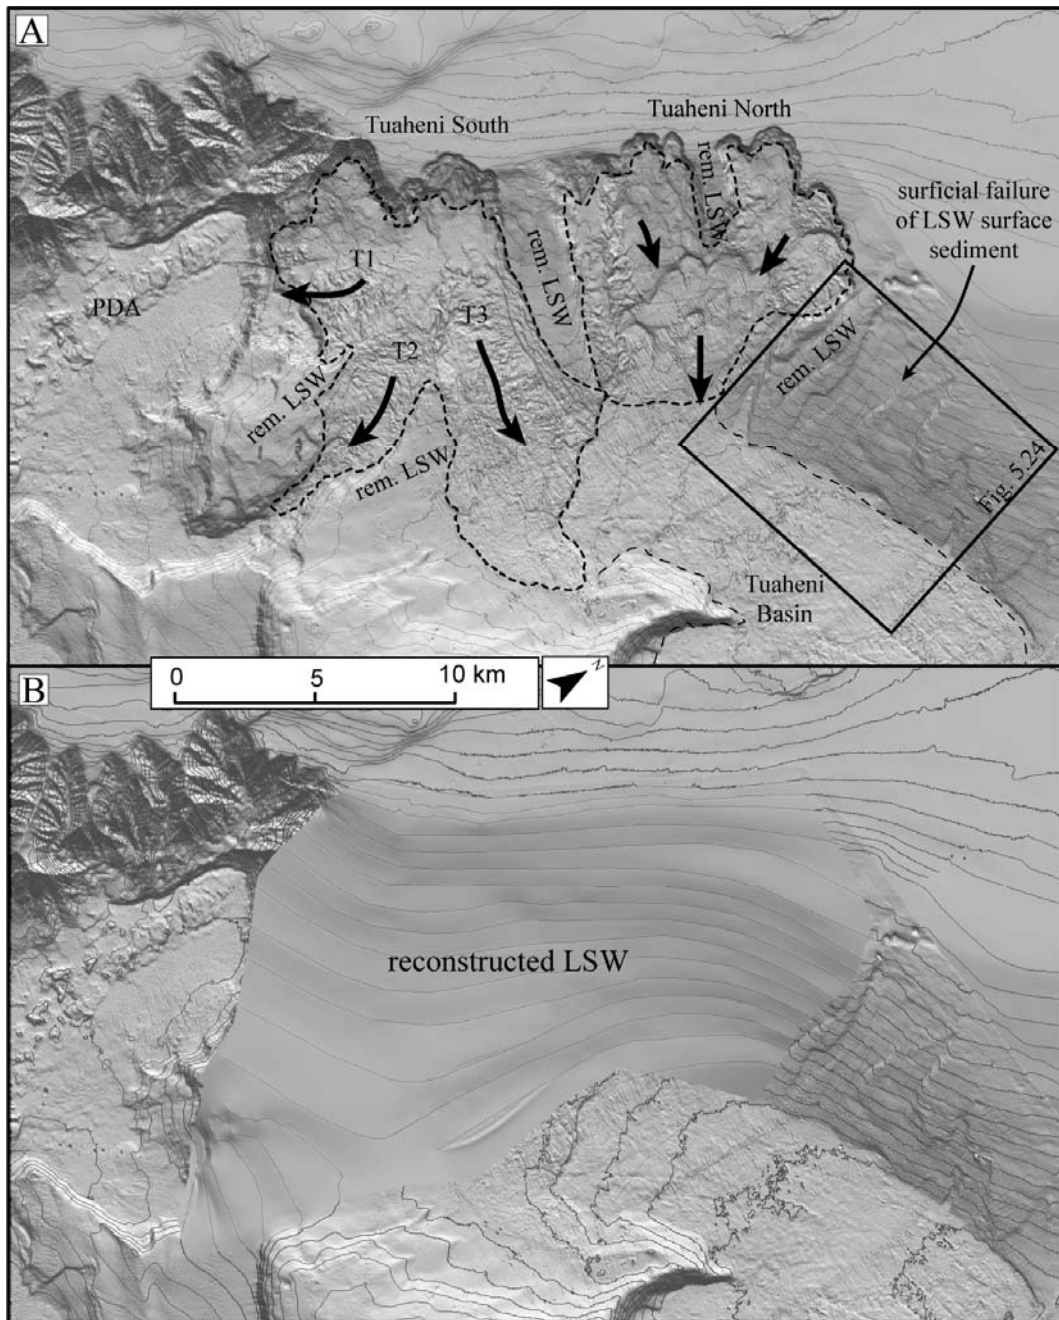 A
Tuaheni South
Tuaheni North
rem. LSW
surficial failure
of LSW surface
sediment
rem. LSW
T1
PDA
T3
T2
rem. LSW
rem. LSW
rem. LSW
Fig. 5.24
Tuaheni
Basin
0 5 10 km
N
B
reconstructed LSW